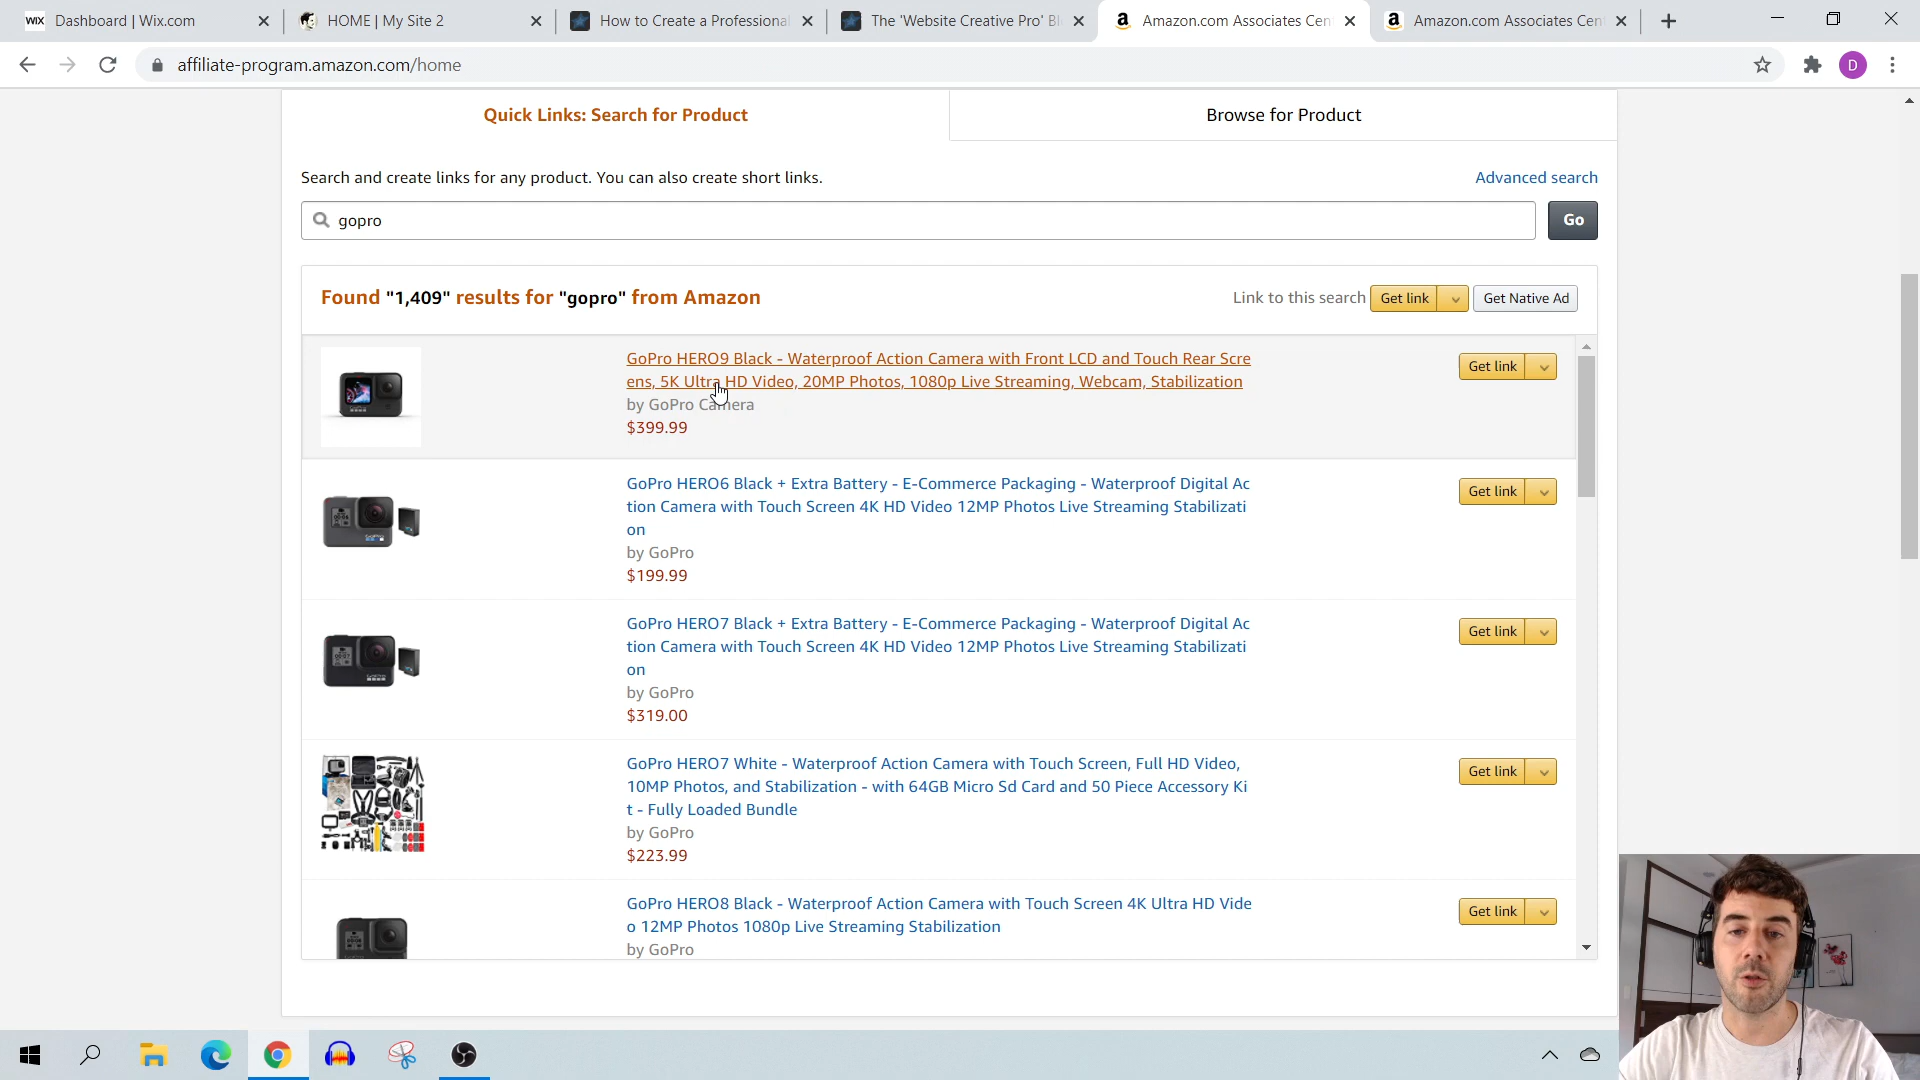 WIX Dashboard | Wix.com
HOME | My Site 2
How to Create a Professional
The 'Website Creative Pro' Bl
Amazon.com Associates Cen
Amazon.com Associates Cent
affiliate-program.amazon.com/home
D
Quick Links: Search for Product
Browse for Product
Search and create links for any product. You can also create short links.
Advanced search
gopro
Go
Found "1,409" results for "gopro" from Amazon
Link to this search
Get link
Get Native Ad
GoPro HERO9 Black - Waterproof Action Camera with Front LCD and Touch Rear Scre
ens, 5K Ultra HD Video, 20MP Photos, 1080p Live Streaming, Webcam, Stabilization
by GoPro Camera
$399.99
Get link
GoPro HERO6 Black + Extra Battery - E-Commerce Packaging - Waterproof Digital Ac
tion Camera with Touch Screen 4K HD Video 12MP Photos Live Streaming Stabilizati
on
by GoPro
$199.99
Get link
GoPro HERO7 Black + Extra Battery - E-Commerce Packaging - Waterproof Digital Ac
tion Camera with Touch Screen 4K HD Video 12MP Photos Live Streaming Stabilizati
on
by GoPro
$319.00
Get link
GoPro HERO7 White - Waterproof Action Camera with Touch Screen, Full HD Video,
10MP Photos, and Stabilization - with 64GB Micro Sd Card and 50 Piece Accessory Ki
t - Fully Loaded Bundle
by GoPro
$223.99
Get link
GoPro HERO8 Black - Waterproof Action Camera with Touch Screen 4K Ultra HD Vide
o 12MP Photos 1080p Live Streaming Stabilization
by GoPro
Get link